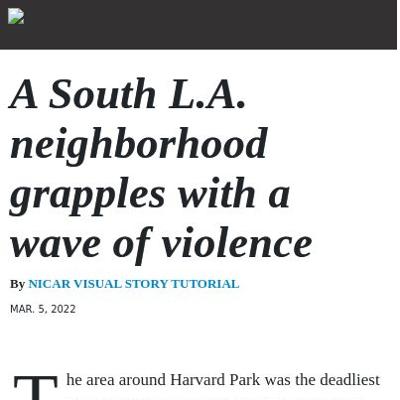 A South L.A.
neighborhood
grapples with a
wave of violence
By NICAR VISUAL STORY TUTORIAL
MAR. 5, 2022
The area around Harvard Park was the deadliest